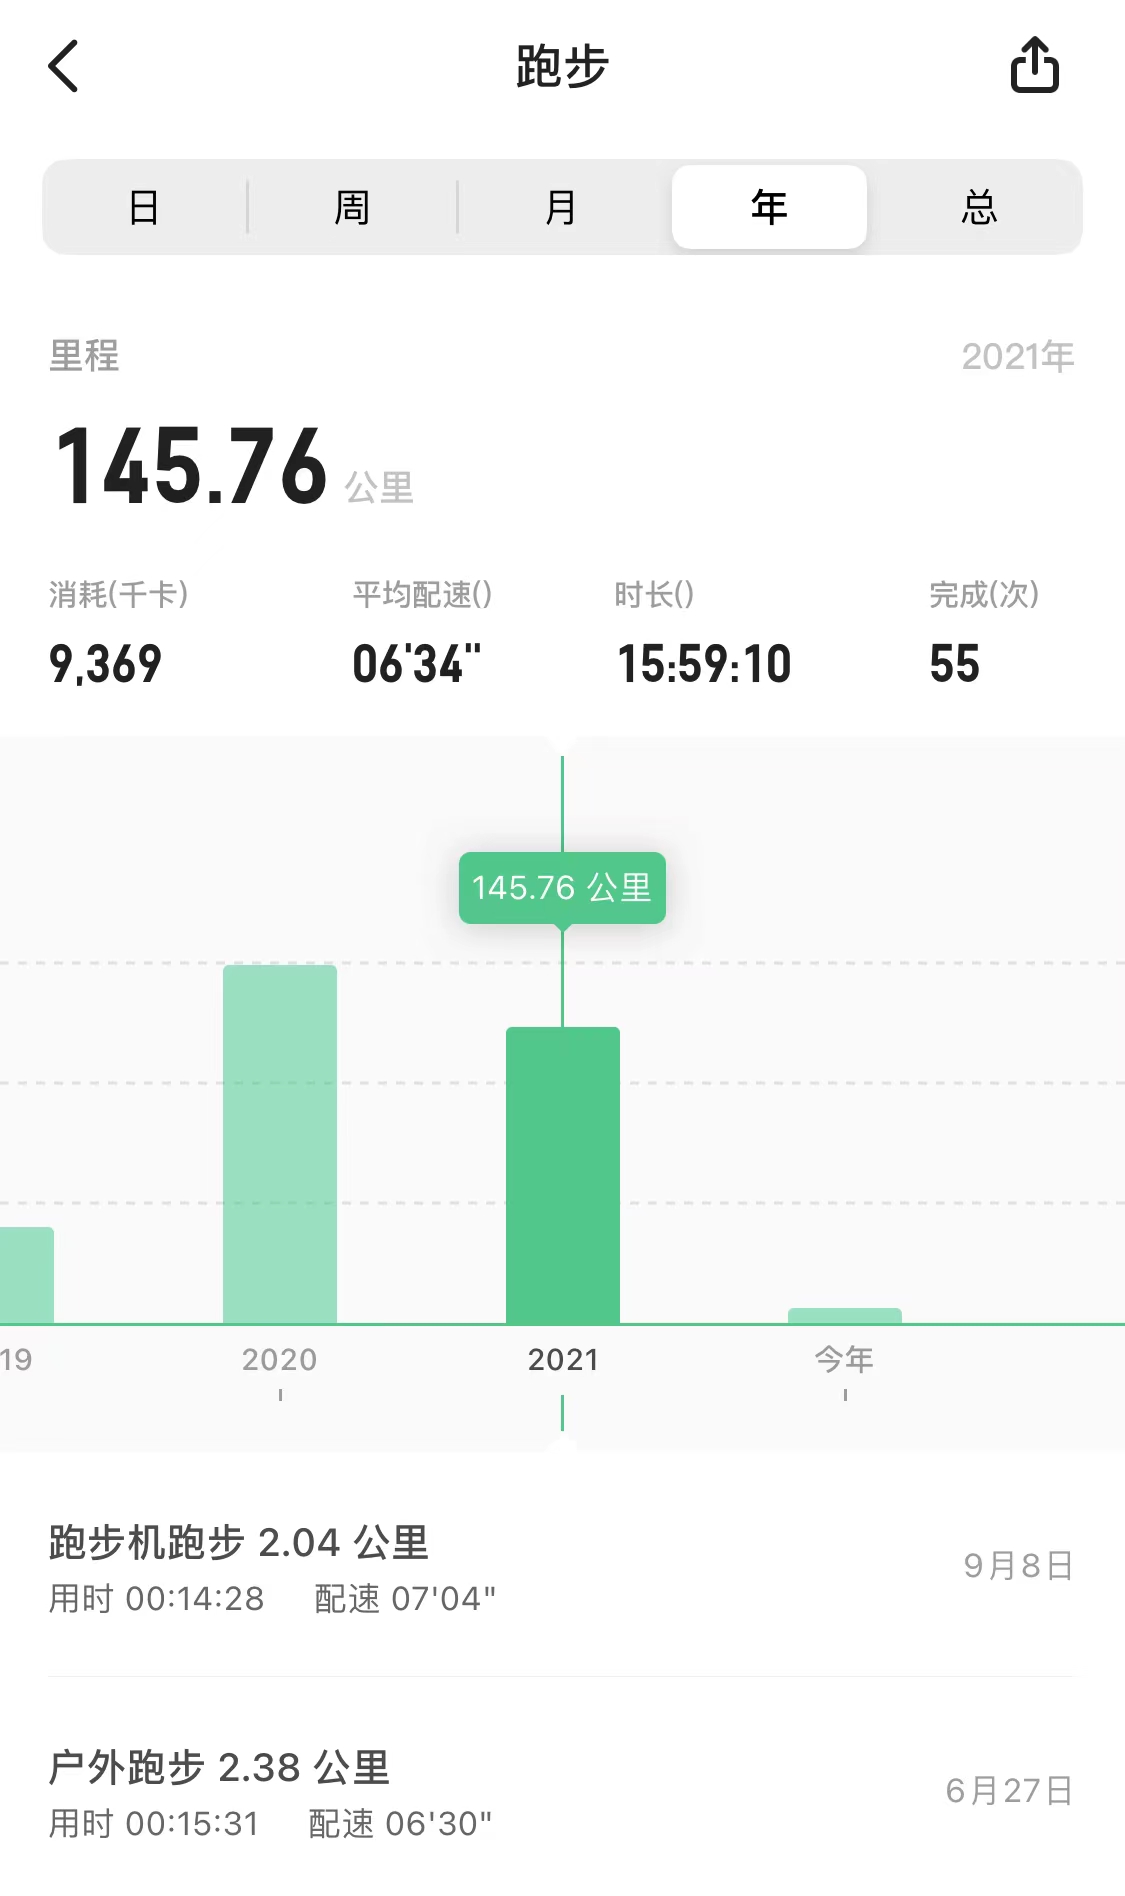 跑步
日 周 月 年 总
里程 2021年
145.76 公里
消耗(千卡) 平均配速() 时长() 完成(次)
9,369 06'34" 15:59:10 55
145.76 公里
19 2020 2021 今年
跑步机跑步 2.04 公里
9月8日
用时 00:14:28 配速 07'04"
户外跑步 2.38 公里
6月27日
用时 00:15:31 配速 06'30"